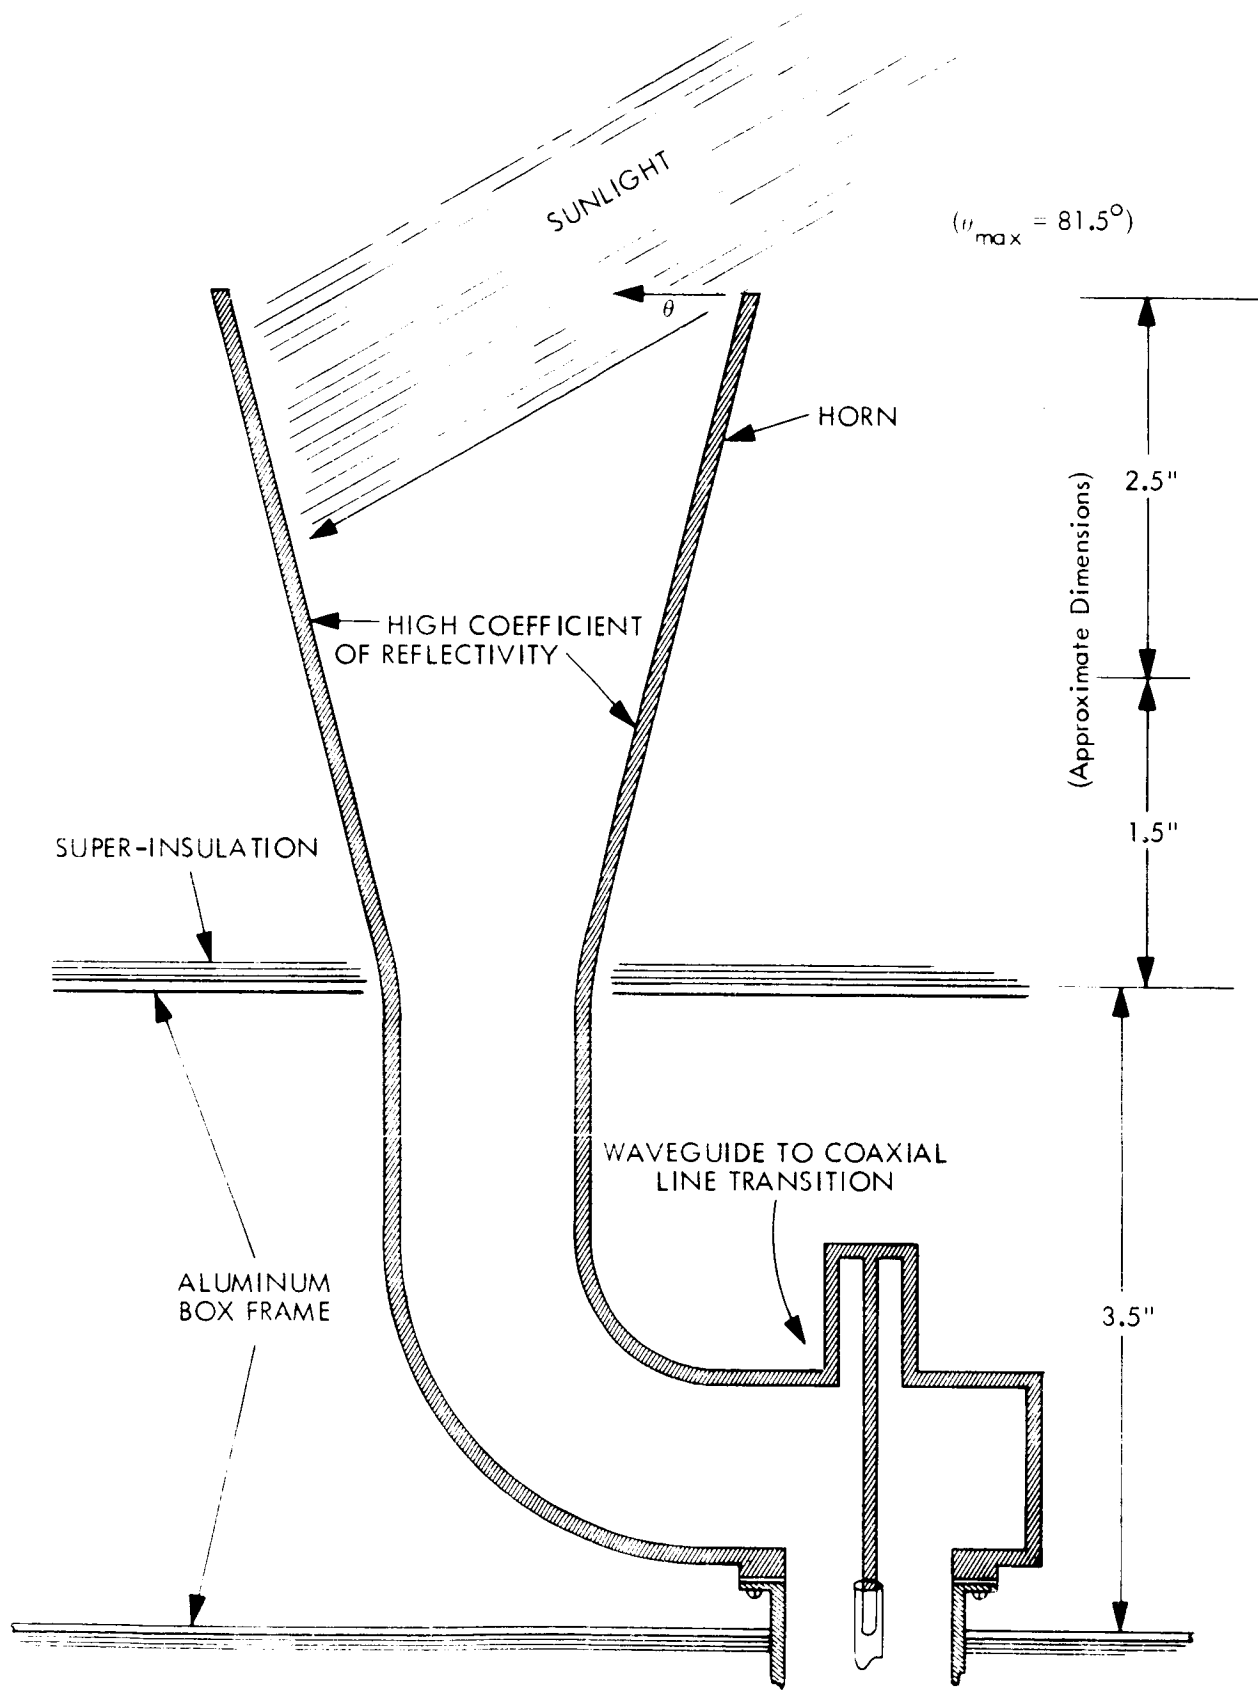 SUNLIGHT
(θmax = 81.5°)
θ
HORN
2.5"
(Approximate Dimensions)
HIGH COEFFICIENT
OF REFLECTIVITY
1.5"
SUPER-INSULATION
WAVEGUIDE TO COAXIAL
LINE TRANSITION
ALUMINUM
BOX FRAME
3.5"